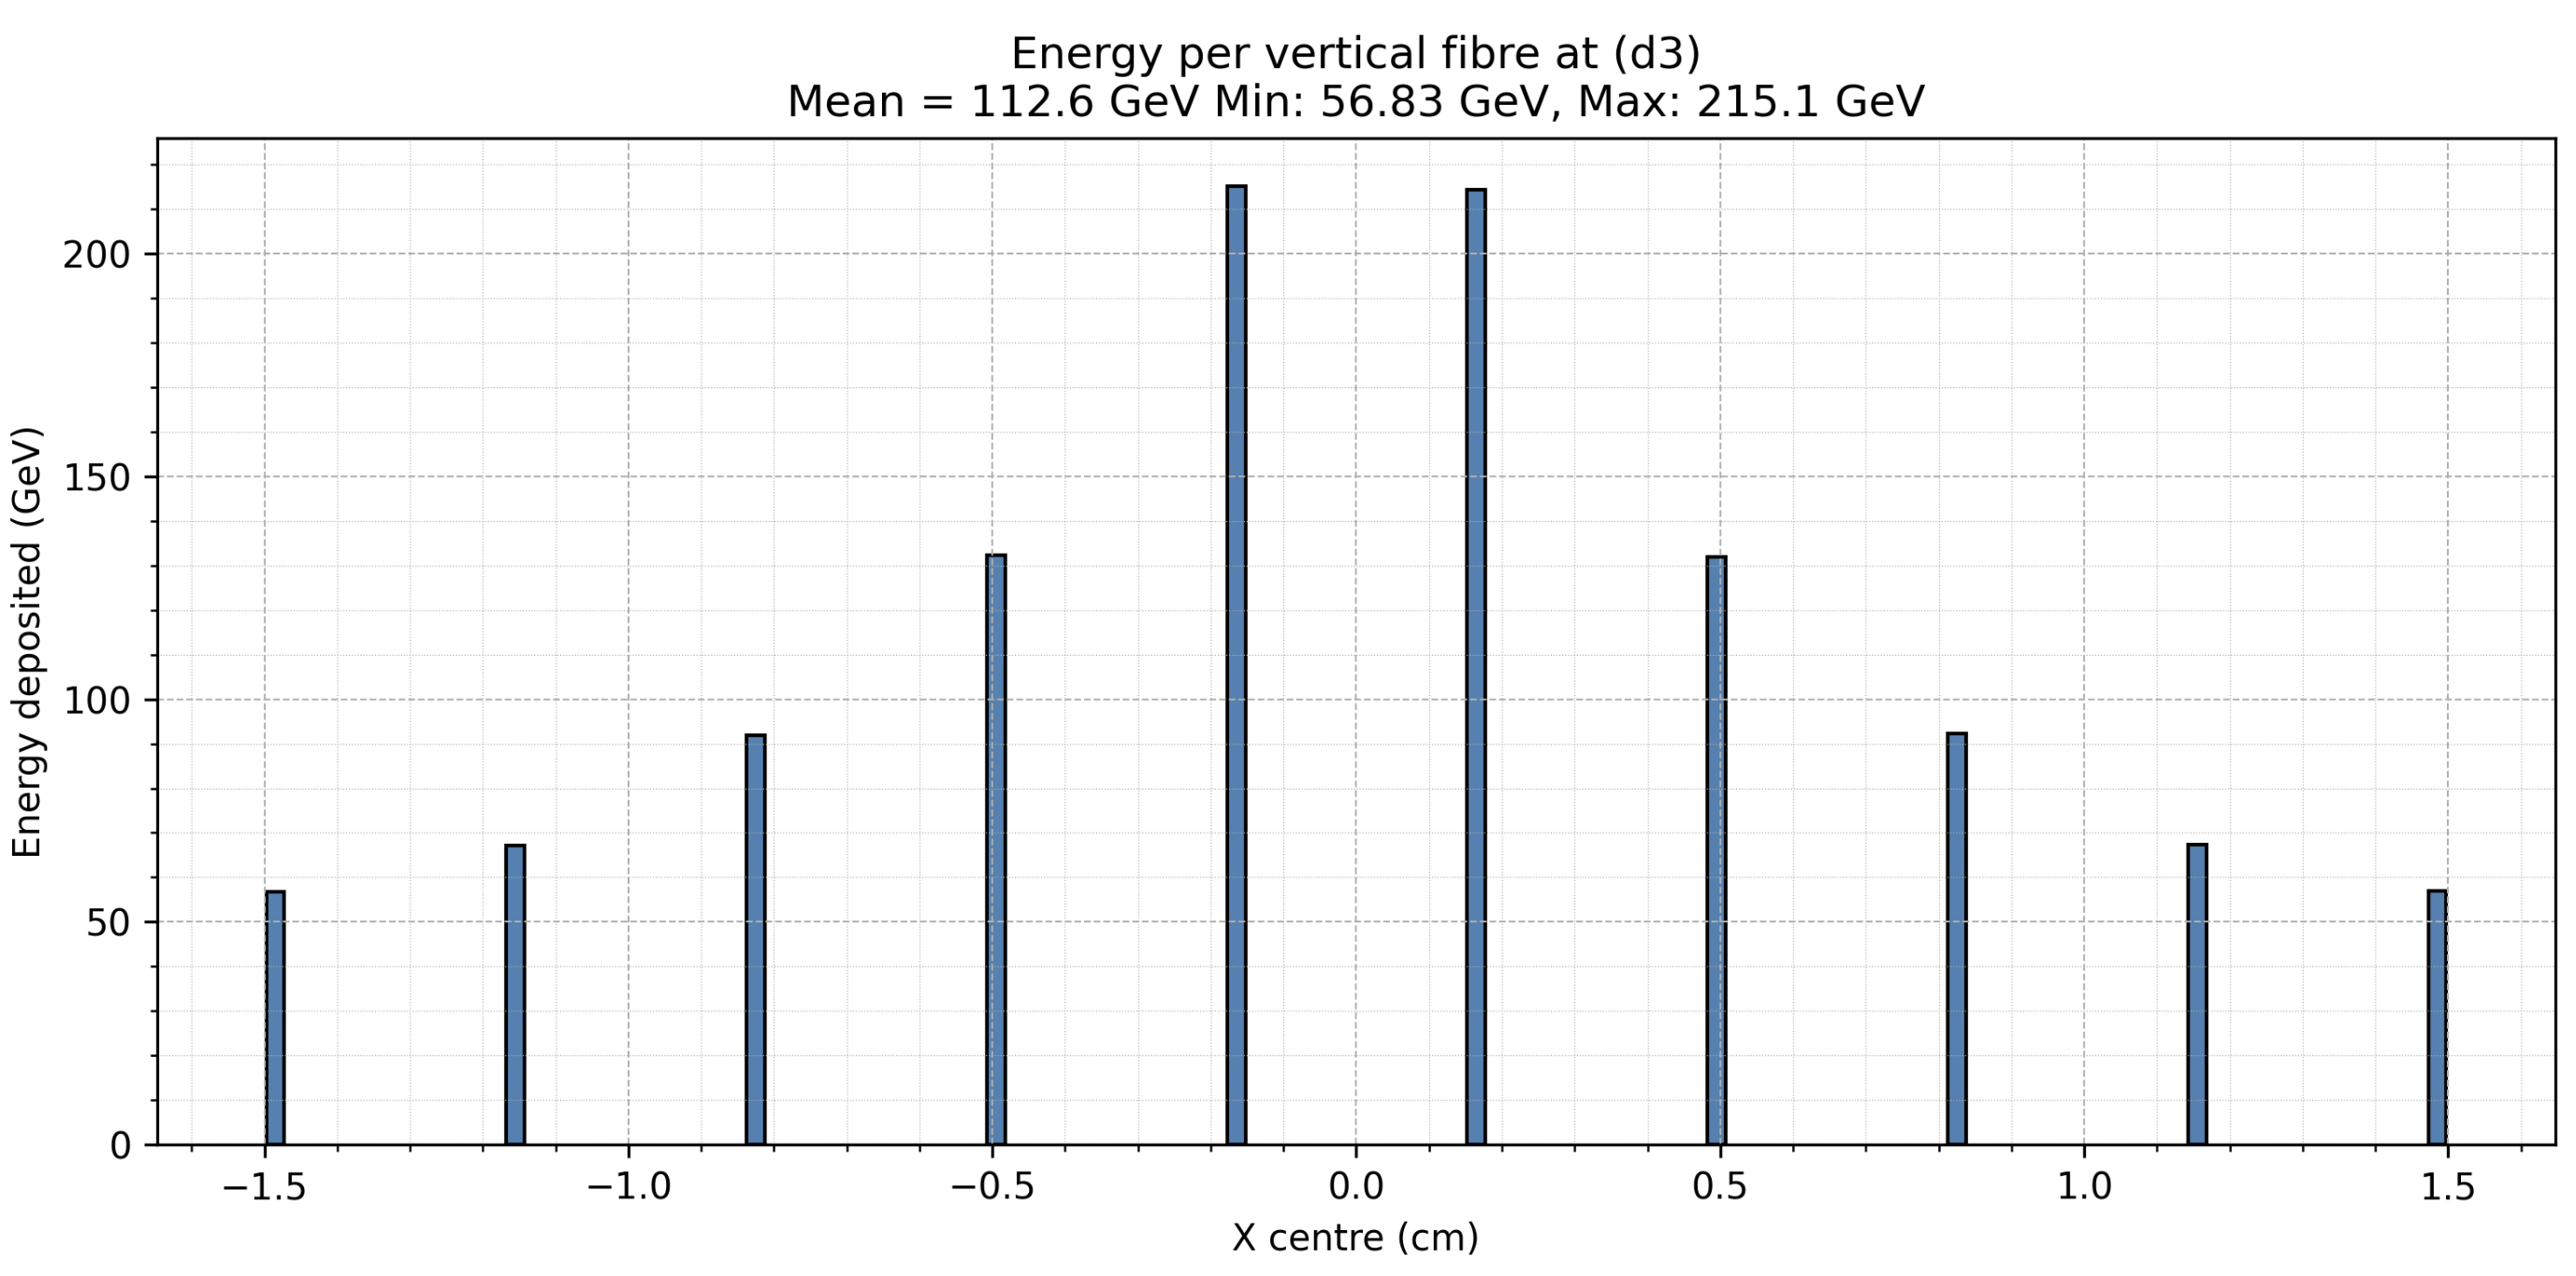 Energy per vertical fibre at (d3)
Mean = 112.6 GeV Min: 56.83 GeV, Max: 215.1 GeV
Energy deposited (GeV)
200
150
100
50
0
−1.5 −1.0 −0.5 0.0 0.5 1.0 1.5
X centre (cm)